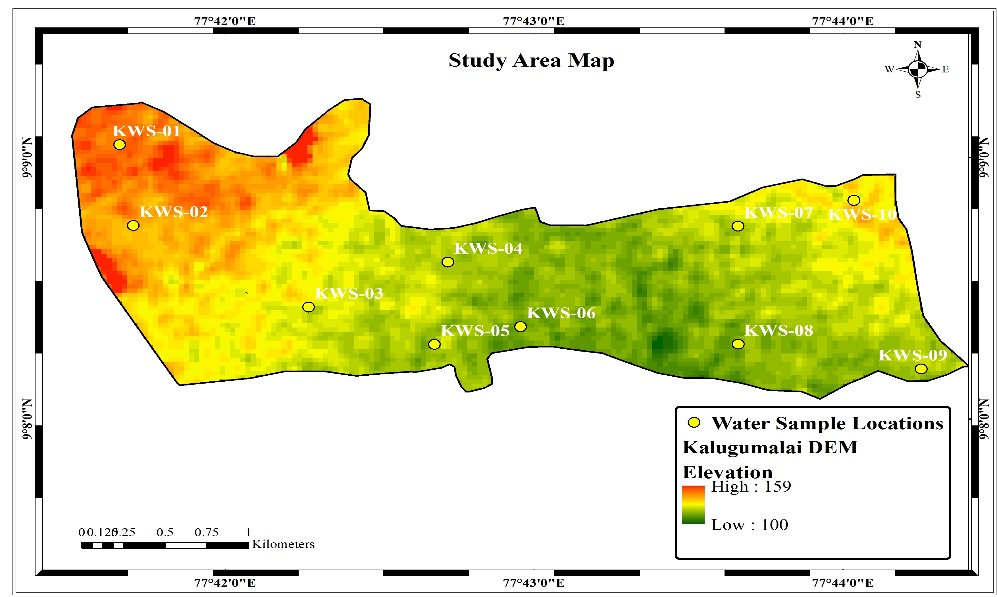 77°42'0"E 77°43'0"E 77°44'0"E
Study Area Map
N
W E
S
KWS-01
9°9'0"N 9°9'0"N
KWS-02
KWS-07 KWS-10
KWS-04
KWS-03
KWS-06
KWS-05 KWS-08
KWS-09
9°8'0"N 9°8'0"N
Water Sample Locations
Kalugumalai DEM
Elevation
High : 159
Low : 100
0 0.125 0.25 0.5 0.75 1
Kilometers
77°42'0"E 77°43'0"E 77°44'0"E